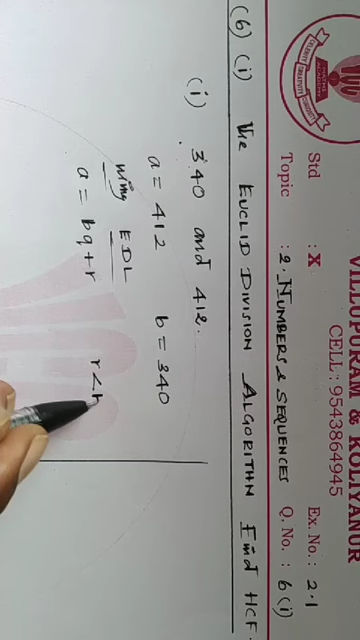 VILLUPURAM & KOLIYANUR
CELL : 9543864945
Std : X Ex. No. : 2.1
Topic : 2. NUMBERS & SEQUENCES Q. No. : 6(i)
(6) (i) Use EUCLID DIVISION ALGORITHM Find HCF.
(i) 340 and 412.
a = 412 b = 340
using EDL
a = bq + r r <